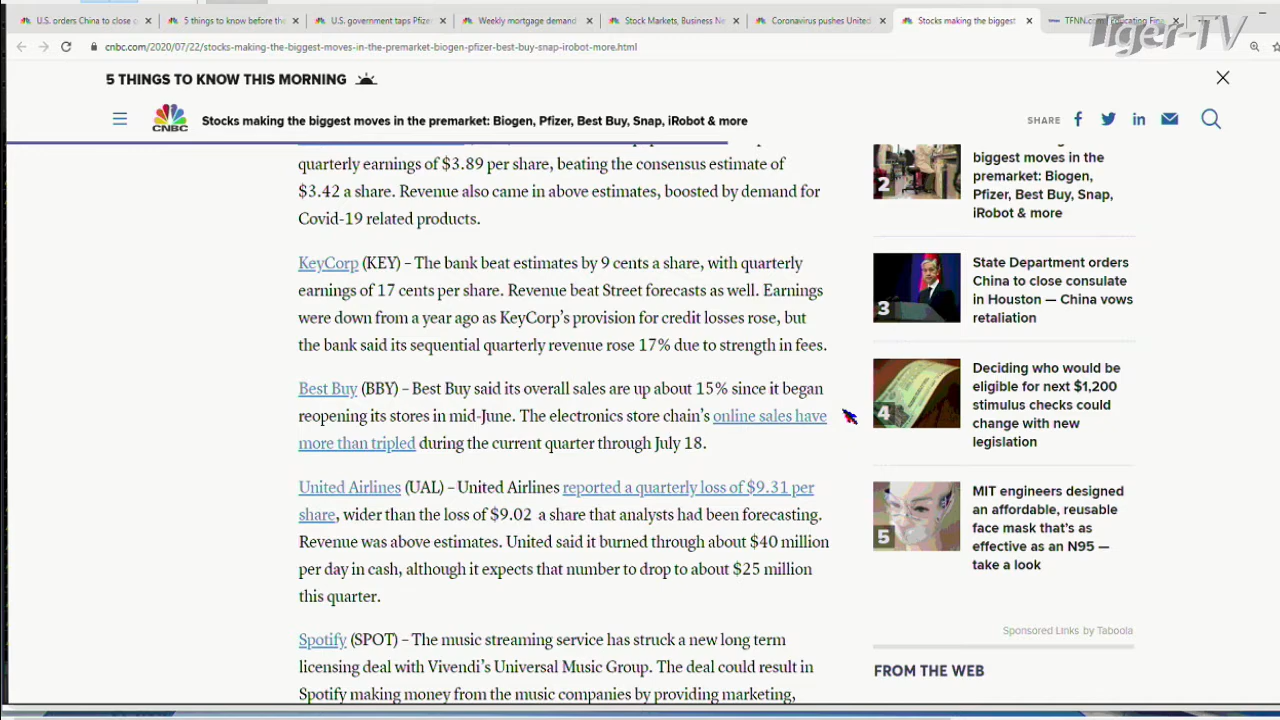 U.S. orders China to close
5 things to know before the
U.S. government taps Pfize
Weekly mortgage demand
Stock Markets, Business Ne
Coronavirus pushes United
Stocks making the biggest
TFNN.com
Tiger-TV
cnbc.com/2020/07/22/stocks-making-the-biggest-moves-in-the-premarket-biogen-pfizer-best-buy-snap-irobot-more.html
5 THINGS TO KNOW THIS MORNING
CNBC
Stocks making the biggest moves in the premarket: Biogen, Pfizer, Best Buy, Snap, iRobot & more
SHARE
quarterly earnings of $3.89 per share, beating the consensus estimate of
$3.42 a share. Revenue also came in above estimates, boosted by demand for
Covid-19 related products.
KeyCorp (KEY) – The bank beat estimates by 9 cents a share, with quarterly
earnings of 17 cents per share. Revenue beat Street forecasts as well. Earnings
were down from a year ago as KeyCorp's provision for credit losses rose, but
the bank said its sequential quarterly revenue rose 17% due to strength in fees.
Best Buy (BBY) – Best Buy said its overall sales are up about 15% since it began
reopening its stores in mid-June. The electronics store chain's online sales have
more than tripled during the current quarter through July 18.
United Airlines (UAL) – United Airlines reported a quarterly loss of $9.31 per
share, wider than the loss of $9.02 a share that analysts had been forecasting.
Revenue was above estimates. United said it burned through about $40 million
per day in cash, although it expects that number to drop to about $25 million
this quarter.
Spotify (SPOT) – The music streaming service has struck a new long term
licensing deal with Vivendi's Universal Music Group. The deal could result in
Spotify making money from the music companies by providing marketing,
2
biggest moves in the
premarket: Biogen,
Pfizer, Best Buy, Snap,
iRobot & more
3
State Department orders
China to close consulate
in Houston — China vows
retaliation
4
Deciding who would be
eligible for next $1,200
stimulus checks could
change with new
legislation
5
MIT engineers designed
an affordable, reusable
face mask that's as
effective as an N95 —
take a look
Sponsored Links by Taboola
FROM THE WEB